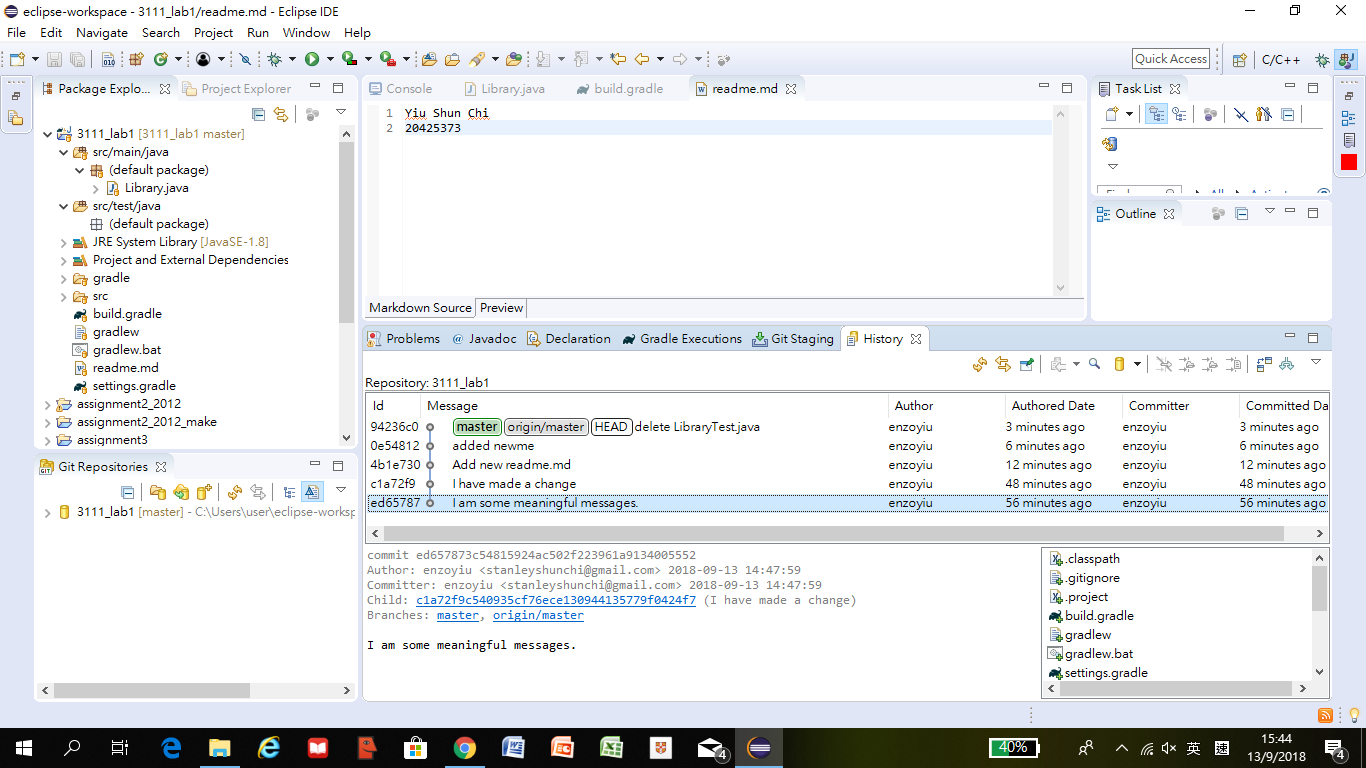 eclipse-workspace - 3111_lab1/readme.md - Eclipse IDE
File Edit Navigate Search Project Run Window Help
Quick Access C/C++
Package Explo... Project Explorer
3111_lab1 [3111_lab1 master]
src/main/java
(default package)
Library.java
src/test/java
(default package)
JRE System Library [JavaSE-1.8]
Project and External Dependencies
gradle
src
build.gradle
gradlew
gradlew.bat
readme.md
settings.gradle
assignment2_2012
assignment2_2012_make
assignment3
Git Repositories
3111_lab1 [master] - C:\Users\user\eclipse-worksp
Console Library.java build.gradle readme.md
1 Yiu Shun Chi
2 20425373
Markdown Source Preview
Task List
Outline
Problems @ Javadoc Declaration Gradle Executions Git Staging History
Repository: 3111_lab1
Id Message Author Authored Date Committer Committed Da
94236c0 master origin/master HEAD delete LibraryTest.java enzoyiu 3 minutes ago enzoyiu 3 minutes ago
0e54812 added newme enzoyiu 6 minutes ago enzoyiu 6 minutes ago
4b1e730 Add new readme.md enzoyiu 12 minutes ago enzoyiu 12 minutes ago
c1a72f9 I have made a change enzoyiu 48 minutes ago enzoyiu 48 minutes ago
ed65787 I am some meaningful messages. enzoyiu 56 minutes ago enzoyiu 56 minutes ago
commit ed657873c54815924ac502f223961a9134005552
Author: enzoyiu <stanleyshunchi@gmail.com> 2018-09-13 14:47:59
Committer: enzoyiu <stanleyshunchi@gmail.com> 2018-09-13 14:47:59
Child: c1a72f9c540935cf76ece130944135779f0424f7 (I have made a change)
Branches: master, origin/master
I am some meaningful messages.
.classpath
.gitignore
.project
build.gradle
gradlew
gradlew.bat
settings.gradle
40%
4
英
15:44
13/9/2018
4